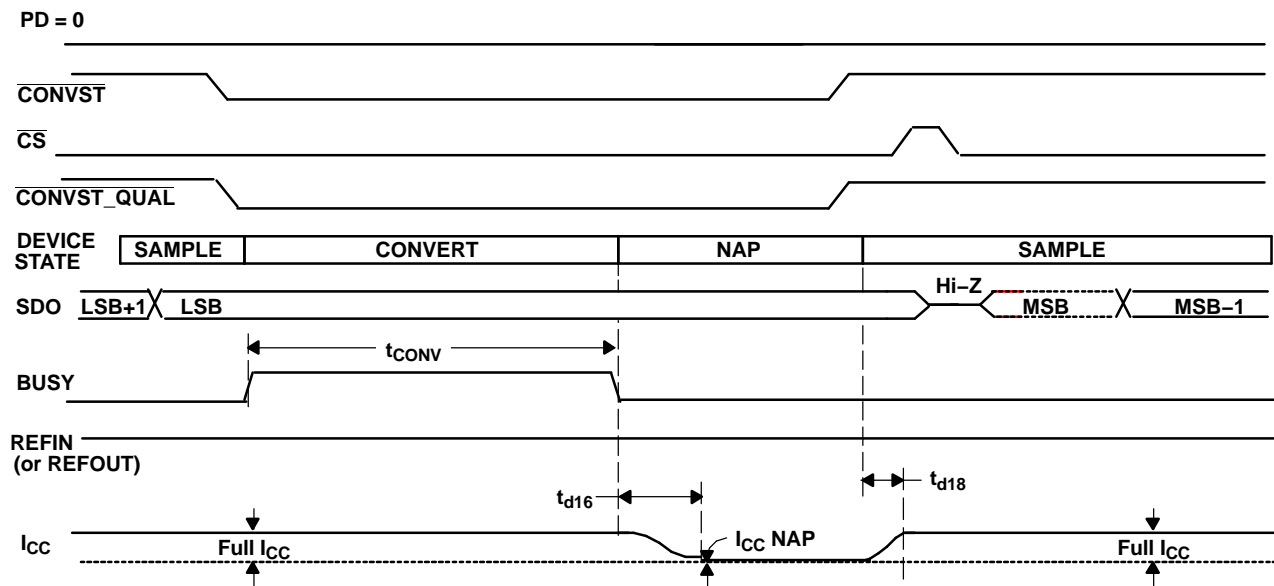 PD = 0
CONVST
CS
CONVST_QUAL
DEVICE STATE SAMPLE CONVERT NAP SAMPLE
SDO LSB+1 LSB Hi–Z MSB MSB–1
tCONV
BUSY
REFIN
(or REFOUT)
td16 td18
ICC Full ICC ICC NAP Full ICC